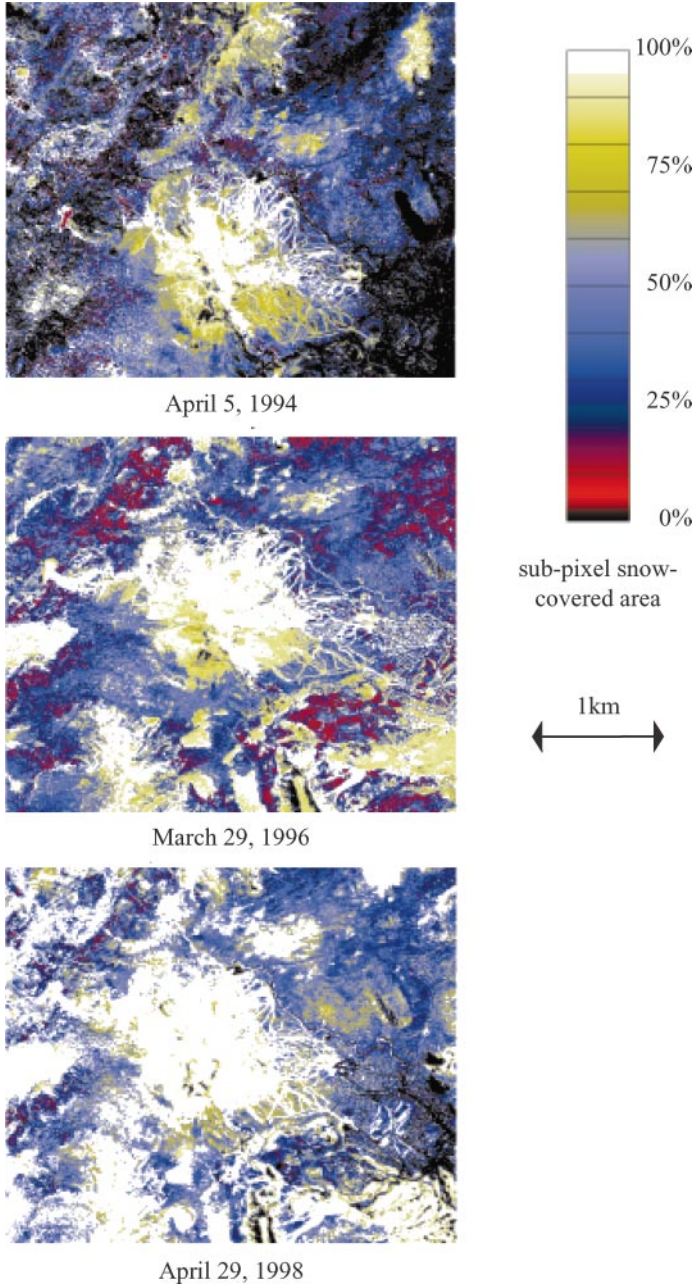 100%
75%
50%
25%
0%
sub-pixel snow-
covered area
1km
April 5, 1994
March 29, 1996
April 29, 1998